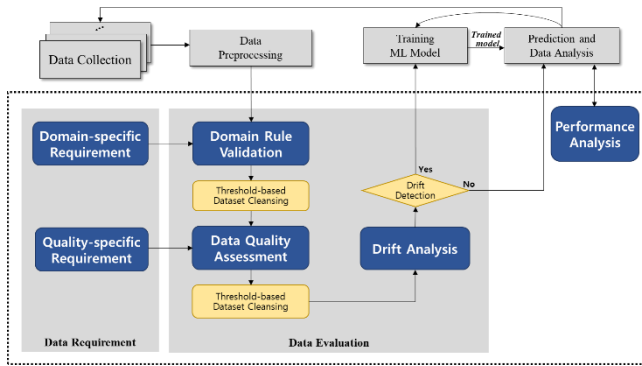 ...
Data Collection
Data
Preprocessing
Training
ML Model
Trained
model
Prediction and
Data Analysis
Domain-specific
Requirement
Domain Rule
Validation
Performance
Analysis
Threshold-based
Dataset Cleansing
Yes
Drift
Detection
No
Quality-specific
Requirement
Data Quality
Assessment
Drift Analysis
Threshold-based
Dataset Cleansing
Data Requirement
Data Evaluation